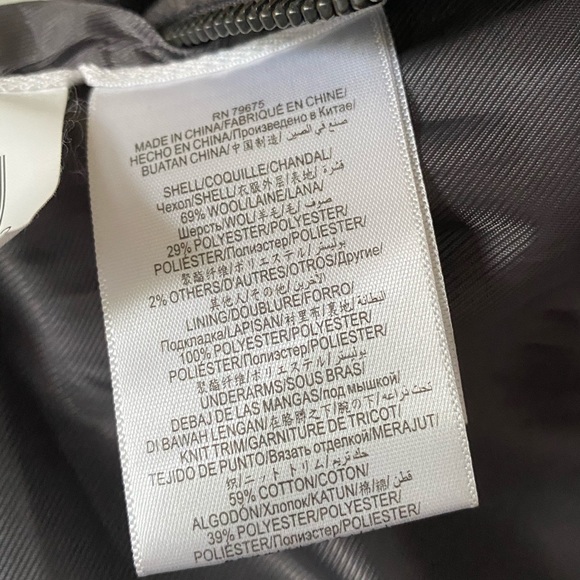 RN 79675
MADE IN CHINA/FABRIQUÉ EN CHINE/
HECHO EN CHINA/Произведено в Китае/
BUATAN CHINA/中国制造/صنع في الصين
SHELL/COQUILLE/CHANDAL/
Чехол/SHELL/衣服外层/表地/قشرة
69% WOOL/LAINE/LANA/
Шерсть/WOL/羊毛/毛/صوف
29% POLYESTER/POLYESTER/
POLIÉSTER/Полиэстер/POLIESTER/
聚酯纤维/ポリエステル/بوليستر
2% OTHERS/D'AUTRES/OTROS/Другие/
其他人/その他/لآخرين
LINING/DOUBLURE/FORRO/
Подкладка/LAPISAN/衬里布/裏地/البطانة
100% POLYESTER/POLYESTER/
POLIÉSTER/Полиэстер/POLIESTER/
聚酯纤维/ポリエステル/بوليستر
UNDERARMS/SOUS BRAS/
DEBAJ DE LAS MANGAS/под мышкой/
DI BAWAH LENGAN/在胳膊之下/腕の下/تحت ذراعه
KNIT TRIM/GARNITURE DE TRICOT/
TEJIDO DE PUNTO/Вязать отделкой/MERAJUT/
织/ニットトリム/حك تريم
59% COTTON/COTON/
ALGODÓN/Хлопок/KATUN/棉/綿/قطن
39% POLYESTER/POLYESTER/
POLIÉSTER/Полиэстер/POLIESTER/